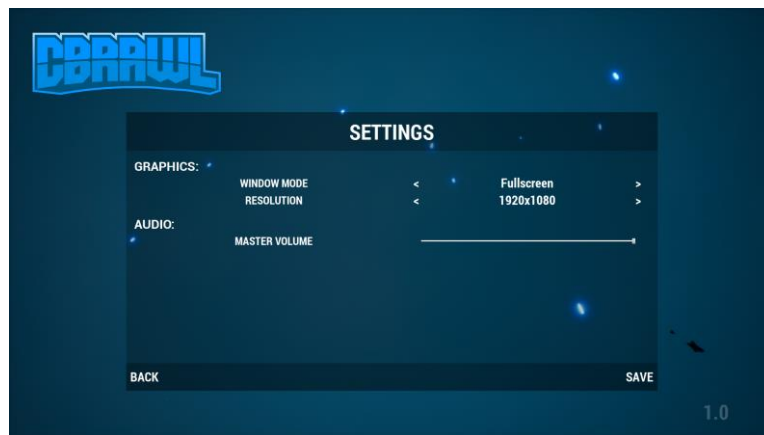 CBRAWL
SETTINGS
GRAPHICS:
WINDOW MODE < Fullscreen >
RESOLUTION < 1920x1080 >
AUDIO:
MASTER VOLUME
BACK SAVE
1.0